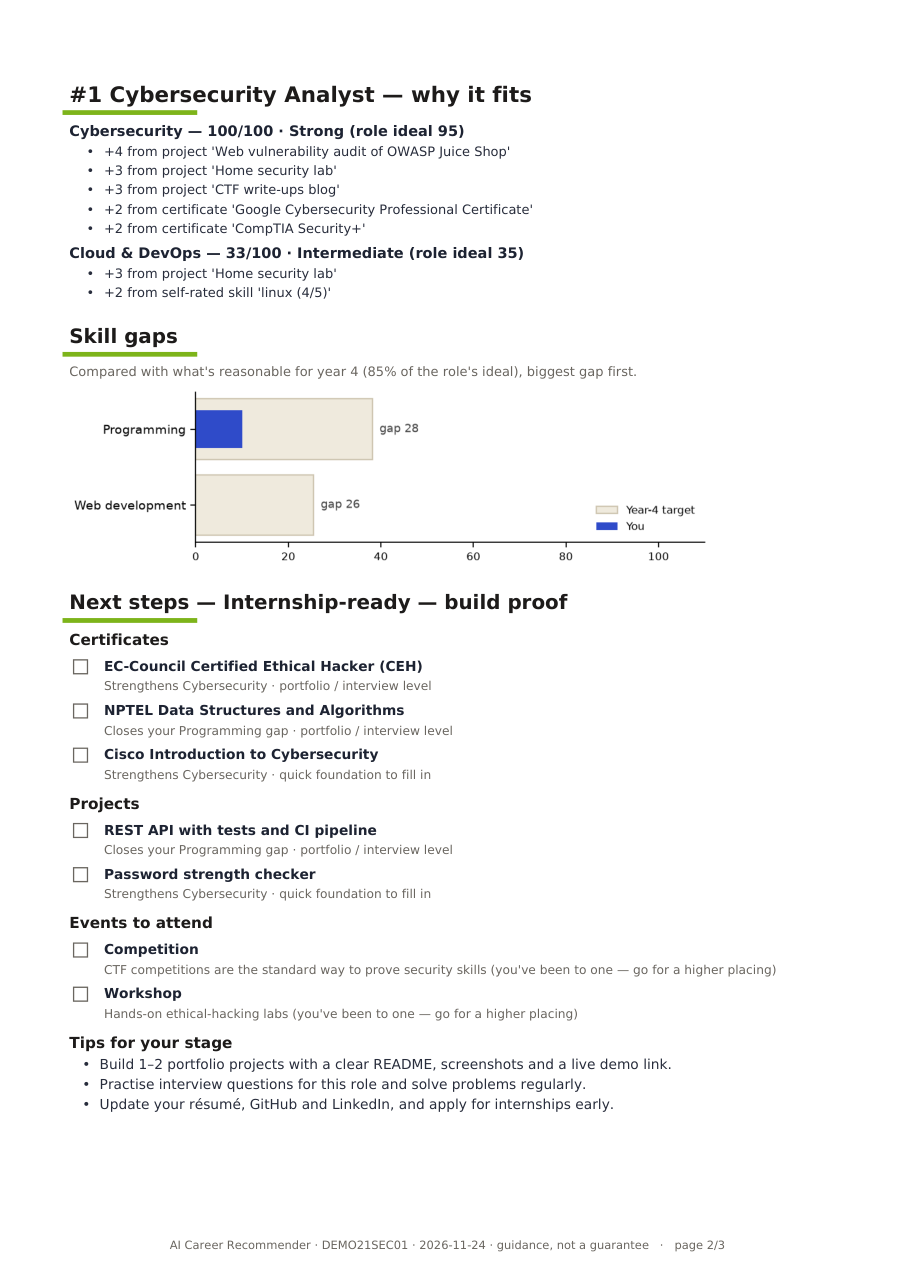 #1 Cybersecurity Analyst — why it fits
Cybersecurity — 100/100 · Strong (role ideal 95)
• +4 from project 'Web vulnerability audit of OWASP Juice Shop'
• +3 from project 'Home security lab'
• +3 from project 'CTF write-ups blog'
• +2 from certificate 'Google Cybersecurity Professional Certificate'
• +2 from certificate 'CompTIA Security+'
Cloud & DevOps — 33/100 · Intermediate (role ideal 35)
• +3 from project 'Home security lab'
• +2 from self-rated skill 'linux (4/5)'
Skill gaps
Compared with what's reasonable for year 4 (85% of the role's ideal), biggest gap first.
Programming gap 28
Web development gap 26
Year-4 target
You
0 20 40 60 80 100
Next steps — Internship-ready — build proof
Certificates
EC-Council Certified Ethical Hacker (CEH)
Strengthens Cybersecurity · portfolio / interview level
NPTEL Data Structures and Algorithms
Closes your Programming gap · portfolio / interview level
Cisco Introduction to Cybersecurity
Strengthens Cybersecurity · quick foundation to fill in
Projects
REST API with tests and CI pipeline
Closes your Programming gap · portfolio / interview level
Password strength checker
Strengthens Cybersecurity · quick foundation to fill in
Events to attend
Competition
CTF competitions are the standard way to prove security skills (you've been to one — go for a higher placing)
Workshop
Hands-on ethical-hacking labs (you've been to one — go for a higher placing)
Tips for your stage
• Build 1–2 portfolio projects with a clear README, screenshots and a live demo link.
• Practise interview questions for this role and solve problems regularly.
• Update your résumé, GitHub and LinkedIn, and apply for internships early.
AI Career Recommender · DEMO21SEC01 · 2026-11-24 · guidance, not a guarantee · page 2/3